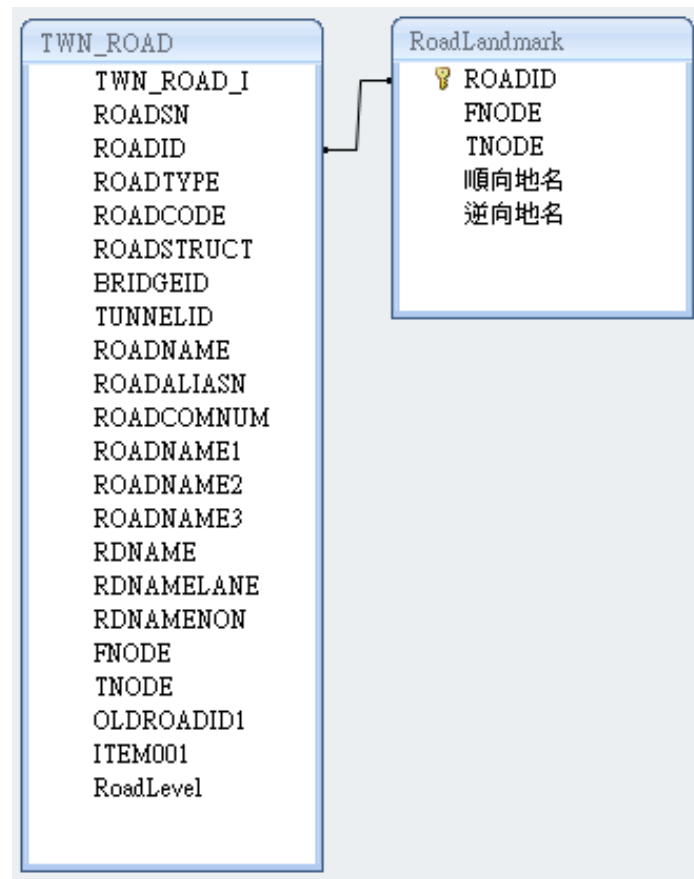 TWN_ROAD
TWN_ROAD_I
ROADSN
ROADID
ROADTYPE
ROADCODE
ROADSTRUCT
BRIDGEID
TUNNELID
ROADNAME
ROADALIASN
ROADCOMNUM
ROADNAME1
ROADNAME2
ROADNAME3
RDNAME
RDNAMELANE
RDNAMENON
FNODE
TNODE
OLDROADID1
ITEM001
RoadLevel
RoadLandmark
ROADID
FNODE
TNODE
順向地名
逆向地名